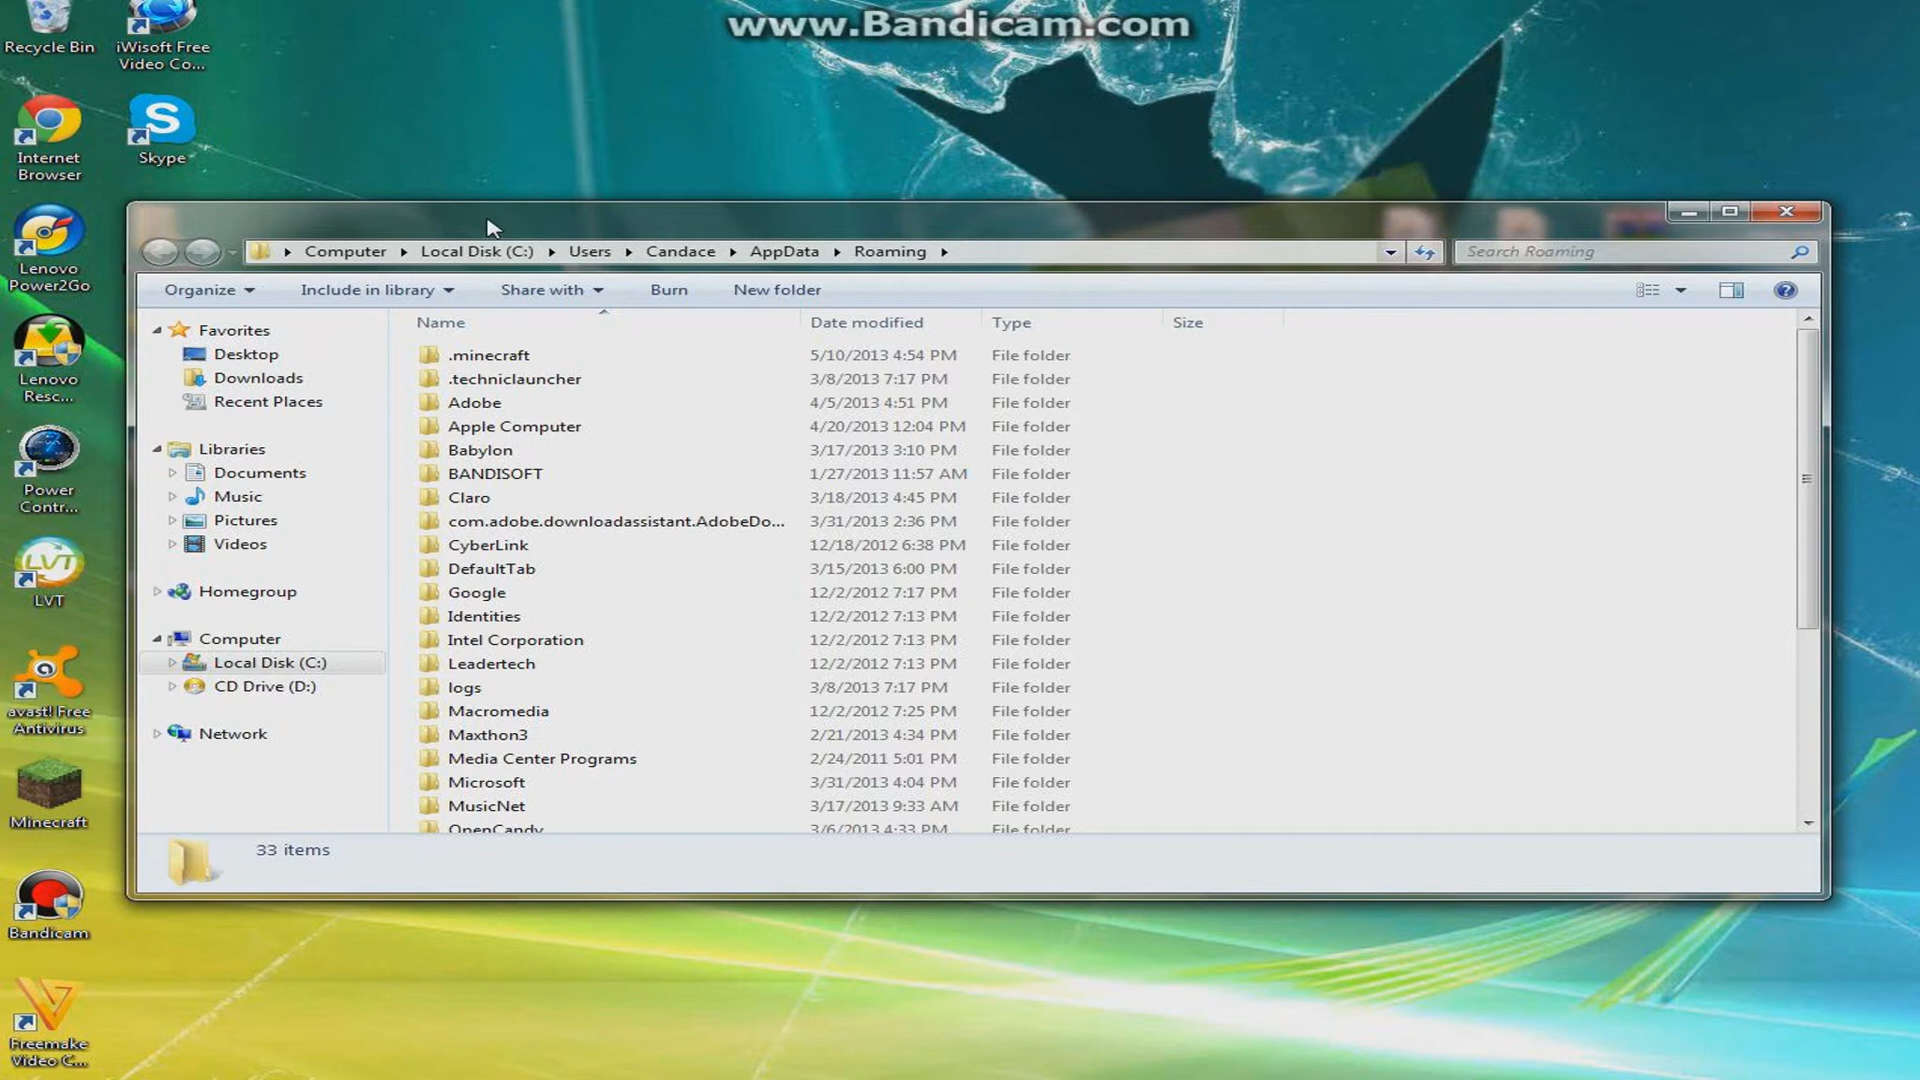 www.Bandicam.com
Recycle Bin
iWisoft Free
Video Co...
Internet
Browser
Skype
Lenovo
Power2Go
Lenovo
Resc...
Power
Contr...
LVT
LVT
avast! Free
Antivirus
Minecraft
Bandicam
Freemake
Video C...
Computer Local Disk (C:) Users Candace AppData Roaming
Search Roaming
Organize Include in library Share with Burn New folder
Favorites
Desktop
Downloads
Recent Places
Libraries
Documents
Music
Pictures
Videos
Homegroup
Computer
Local Disk (C:)
CD Drive (D:)
Network
Name Date modified Type Size
.minecraft 5/10/2013 4:54 PM File folder
.techniclauncher 3/8/2013 7:17 PM File folder
Adobe 4/5/2013 4:51 PM File folder
Apple Computer 4/20/2013 12:04 PM File folder
Babylon 3/17/2013 3:10 PM File folder
BANDISOFT 1/27/2013 11:57 AM File folder
Claro 3/18/2013 4:45 PM File folder
com.adobe.downloadassistant.AdobeDo... 3/31/2013 2:36 PM File folder
CyberLink 12/18/2012 6:38 PM File folder
DefaultTab 3/15/2013 6:00 PM File folder
Google 12/2/2012 7:17 PM File folder
Identities 12/2/2012 7:13 PM File folder
Intel Corporation 12/2/2012 7:13 PM File folder
Leadertech 12/2/2012 7:13 PM File folder
logs 3/8/2013 7:17 PM File folder
Macromedia 12/2/2012 7:25 PM File folder
Maxthon3 2/21/2013 4:34 PM File folder
Media Center Programs 2/24/2011 5:01 PM File folder
Microsoft 3/31/2013 4:04 PM File folder
MusicNet 3/17/2013 9:33 AM File folder
OpenCandy 3/6/2013 4:33 PM File folder
33 items